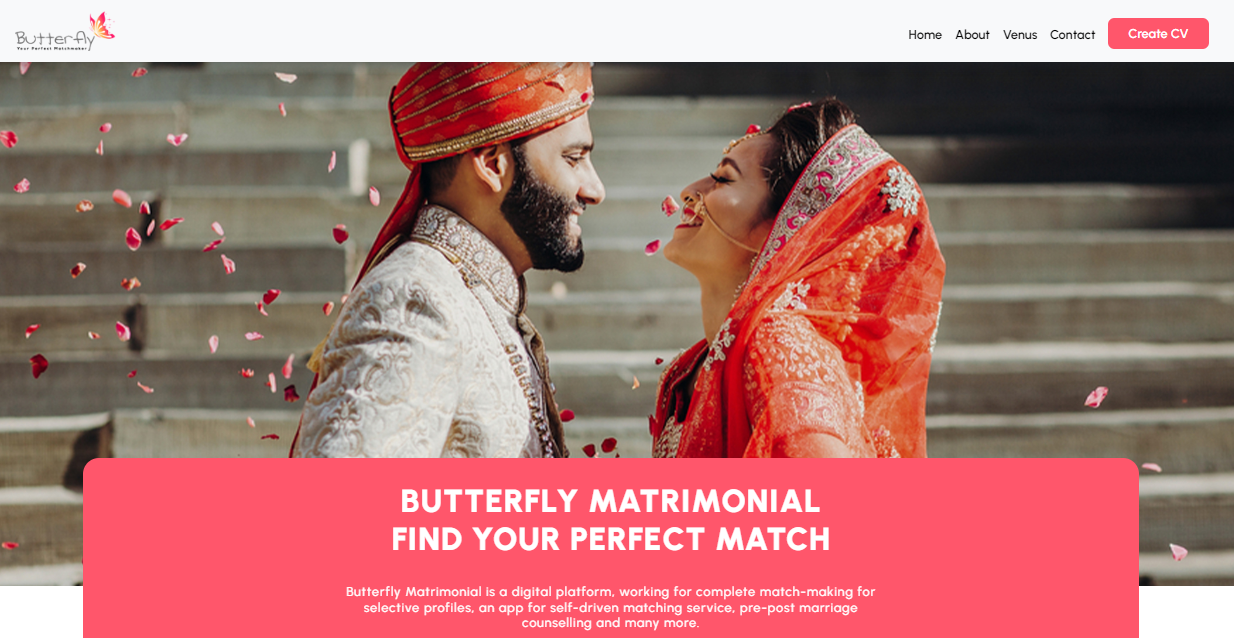 Butterfly
Your Perfect Matchmaker
Home About Venus Contact Create CV
BUTTERFLY MATRIMONIAL
FIND YOUR PERFECT MATCH
Butterfly Matrimonial is a digital platform, working for complete match-making for
selective profiles, an app for self-driven matching service, pre-post marriage
counselling and many more.